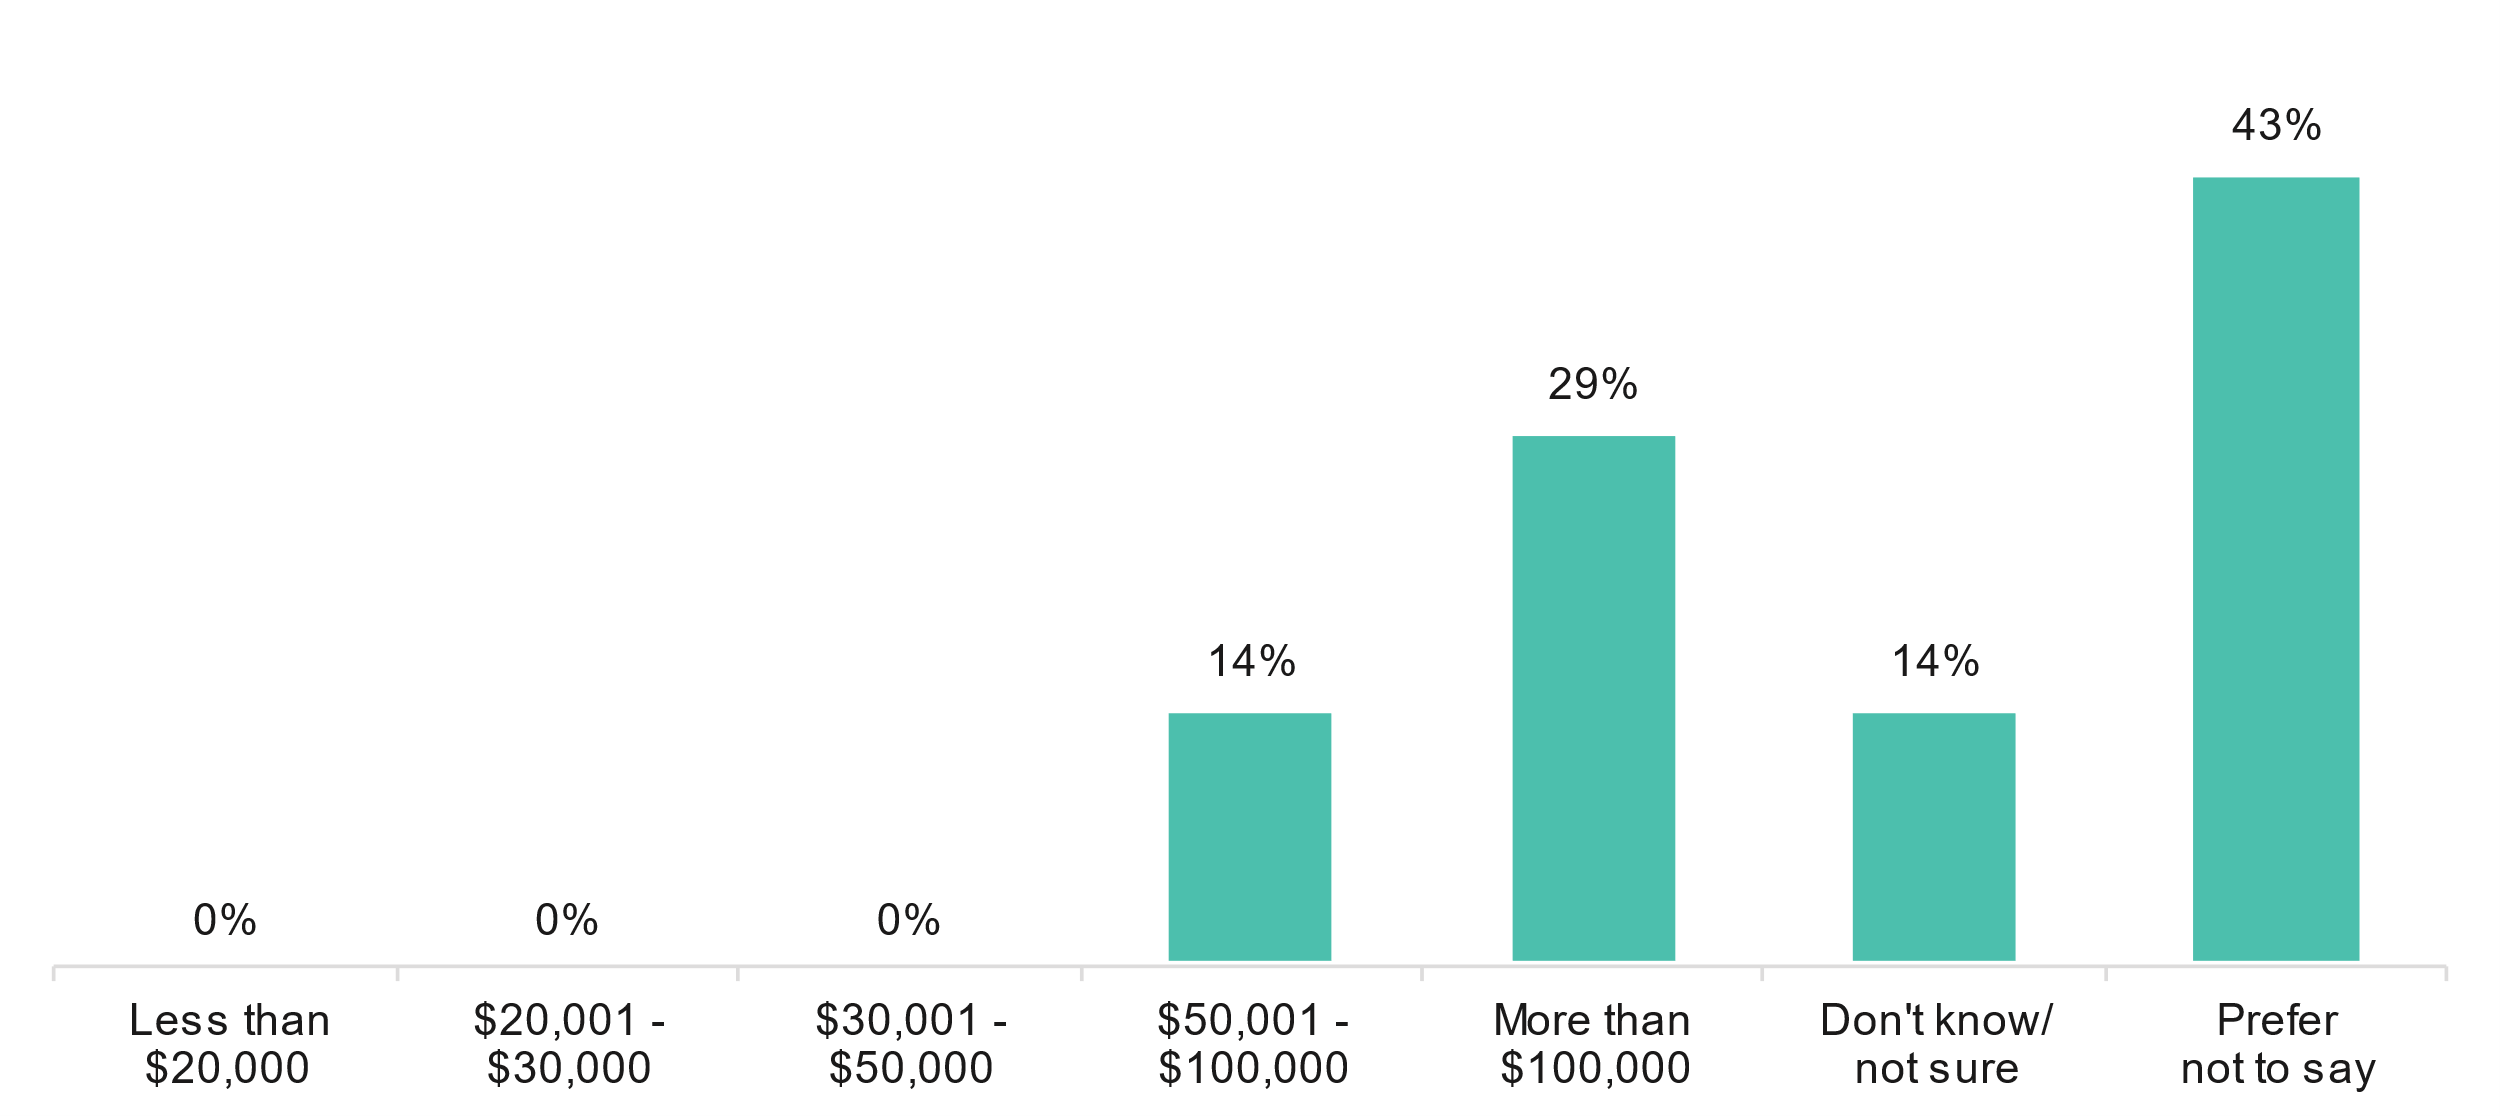 43%
29%
14%
14%
0%
0%
0%
Less than
$20,000
$20,001 -
$30,000
$30,001 -
$50,000
$50,001 -
$100,000
More than
$100,000
Don't know/
not sure
Prefer
not to say